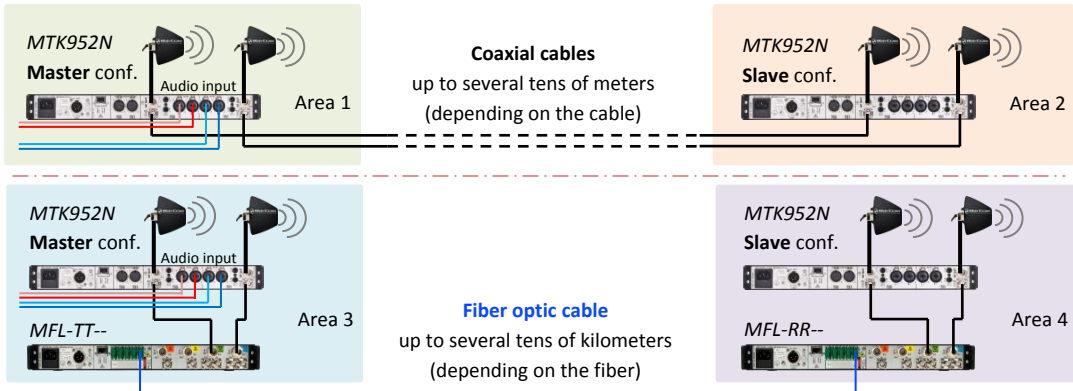 MTK952N
Master conf.
Audio input
Area 1
Coaxial cables
up to several tens of meters
(depending on the cable)
MTK952N
Slave conf.
Area 2
MTK952N
Master conf.
Audio input
Area 3
MFL-TT--
Fiber optic cable
up to several tens of kilometers
(depending on the fiber)
MTK952N
Slave conf.
Area 4
MFL-RR--